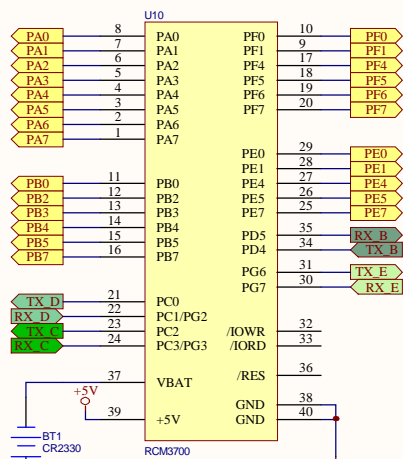 U10
PA0 8 PA0 PF0 10 PF0
PA1 7 PA1 PF1 9 PF1
PA2 6 PA2 PF4 17 PF4
PA3 5 PA3 PF5 18 PF5
PA4 4 PA4 PF6 19 PF6
PA5 3 PA5 PF7 20 PF7
PA6 2 PA6
PA7 1 PA7
PE0 29 PE0
PE1 28 PE1
PB0 11 PB0 PE4 27 PE4
PB2 12 PB2 PE5 26 PE5
PB3 13 PB3 PE7 25 PE7
PB4 14 PB4
PB5 15 PB5 PD5 35 RX_B
PB7 16 PB7 PD4 34 TX_B
PG6 31 TX_E
PG7 30 RX_E
TX_D 21 PC0
RX_D 22 PC1/PG2
TX_C 23 PC2 /IOWR 32
RX_C 24 PC3/PG3 /IORD 33
/RES 36
37 VBAT
+5V
GND 38
39 +5V GND 40
BT1
CR2330
RCM3700